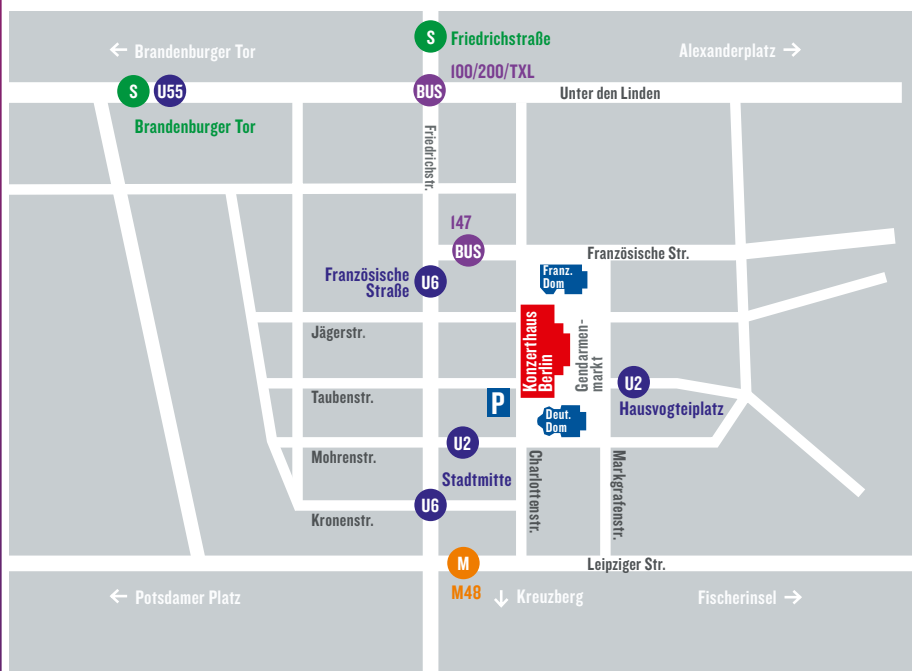 ← Brandenburger Tor
S Friedrichstraße
Alexanderplatz →
100/200/TXL
S U55
BUS
Unter den Linden
Brandenburger Tor
Friedrichstr.
147
BUS
Französische Str.
Französische
Straße
U6
Franz.
Dom
Jägerstr.
Konzerthaus
Berlin
Gendarmen-
markt
U2
Hausvogteiplatz
Taubenstr.
P
Deut.
Dom
U2
Stadtmitte
Mohrenstr.
Charlottenstr.
Markgrafenstr.
U6
Kronenstr.
M
M48
Leipziger Str.
← Potsdamer Platz
↓ Kreuzberg
Fischerinsel →